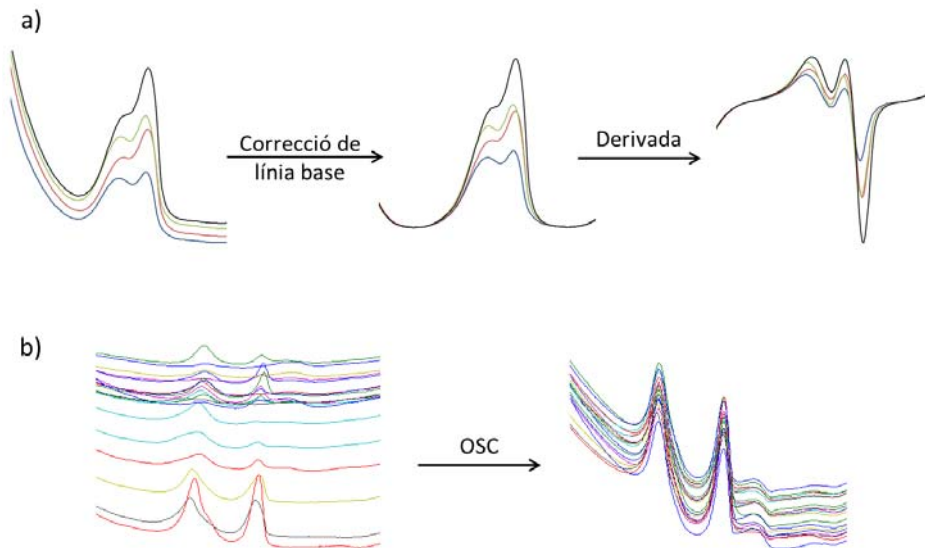 a)
Correcció de
línia base
Derivada
b)
OSC